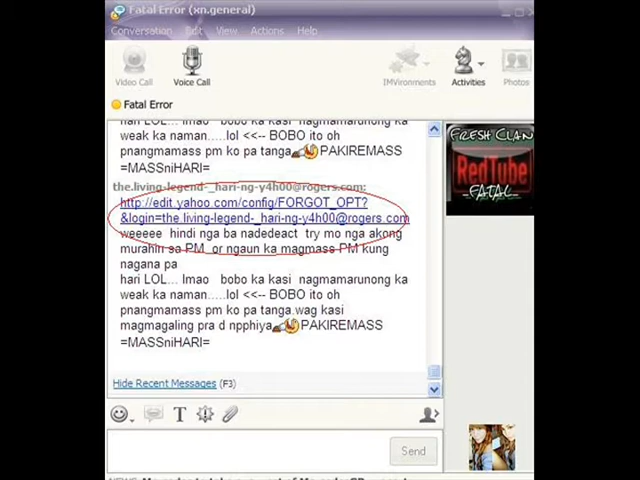 Fatal Error (xn.general)
Conversation Edit View Actions Help
Video Call Voice Call IMVironments Activities Photos
Fatal Error
hari LOL... lmao bobo ka kasi nagmamarunong ka
weak ka naman.....lol <<-- BOBO ito oh
pnangmamass pm ko pa tanga PAKIREMASS
=MASSniHARI=
the.living-legend-_hari-ng-y4h00@rogers.com:
http://edit.yahoo.com/config/FORGOT_OPT?
&login=the.living-legend-_hari-ng-y4h00@rogers.com
weeeee hindi nga ba nadedeact try mo nga akong
murahin sa PM or ngaun ka magmass PM kung
nagana pa
hari LOL... lmao bobo ka kasi nagmamarunong ka
weak ka naman.....lol <<-- BOBO ito oh
pnangmamass pm ko pa tanga.wag kasi
magmagaling pra d npphiya PAKIREMASS
=MASSniHARI=
Hide Recent Messages (F3)
FRESH CLAN
RedTube
FATAL
T
Send